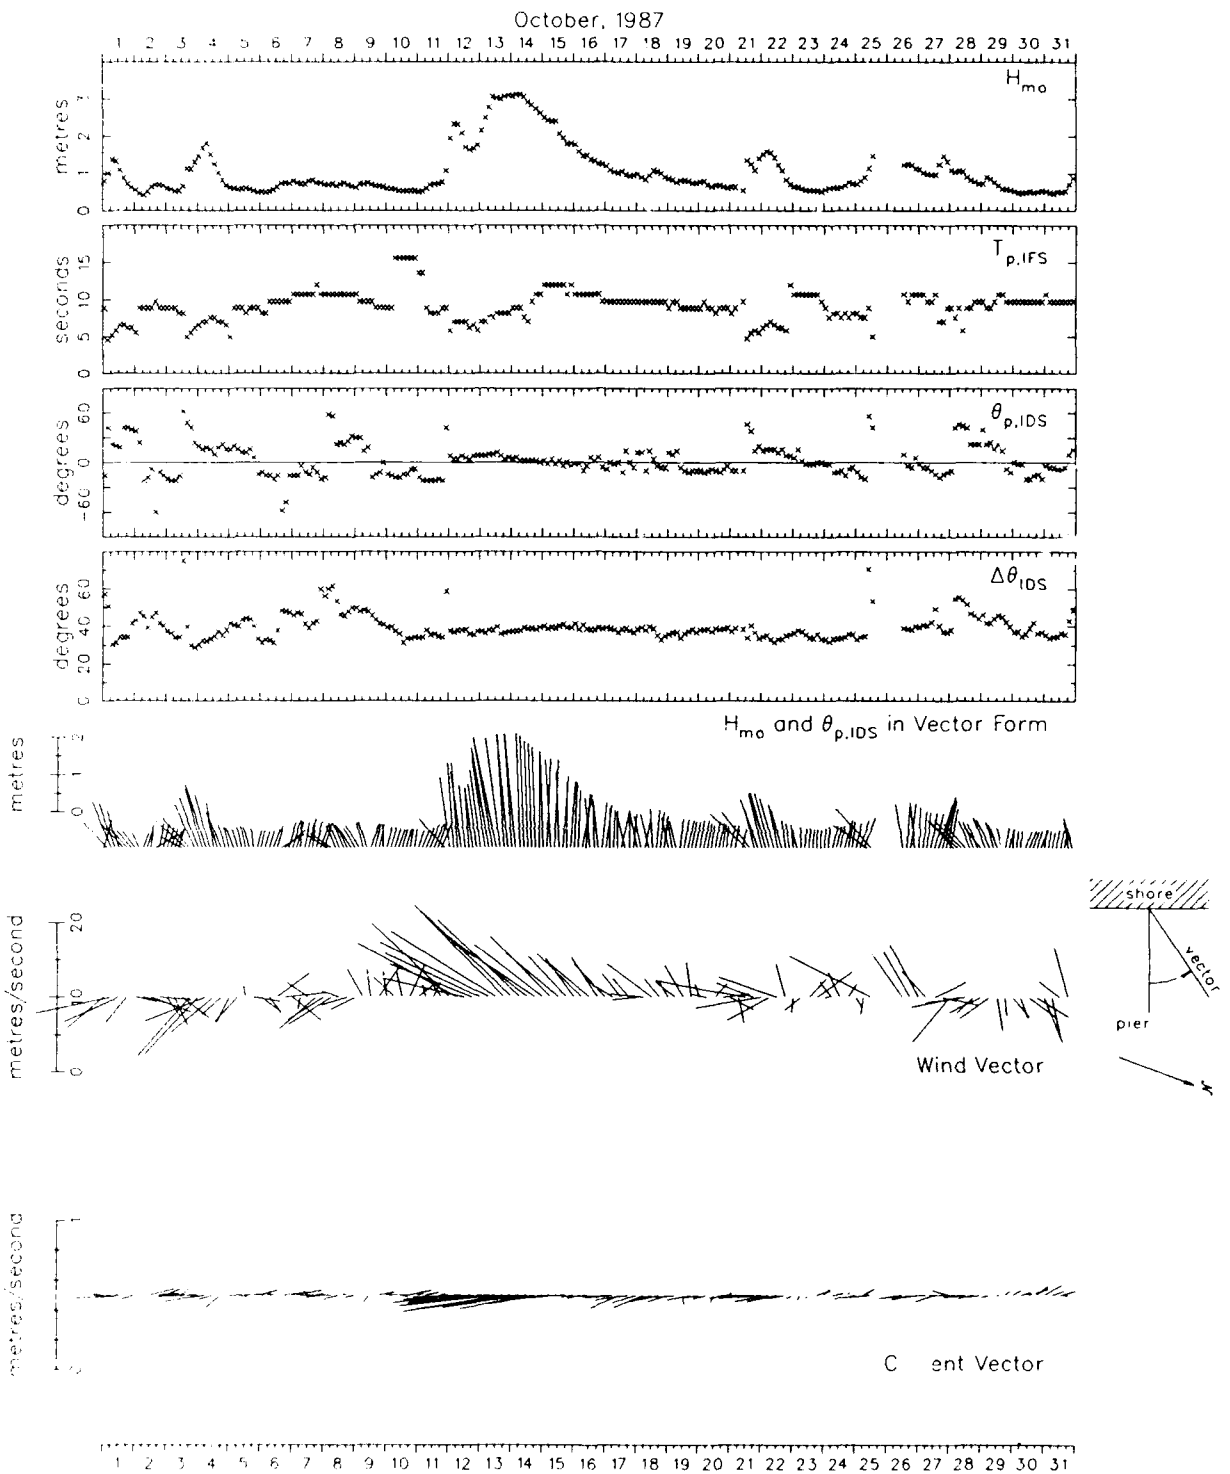 October, 1987
1 2 3 4 5 6 7 8 9 10 11 12 13 14 15 16 17 18 19 20 21 22 23 24 25 26 27 28 29 30 31
H mo
metres
3
2
1
0
T p,IFS
seconds
15
10
5
0
θ p,IDS
degrees
60
0
-60
Δθ IDS
degrees
60
40
20
0
H mo and θ p,IDS in Vector Form
metres
2
1
0
shore
vector
pier
N
metres/second
20
10
0
Wind Vector
metres/second
1
C ent Vector
1 2 3 4 5 6 7 8 9 10 11 12 13 14 15 16 17 18 19 20 21 22 23 24 25 26 27 28 29 30 31